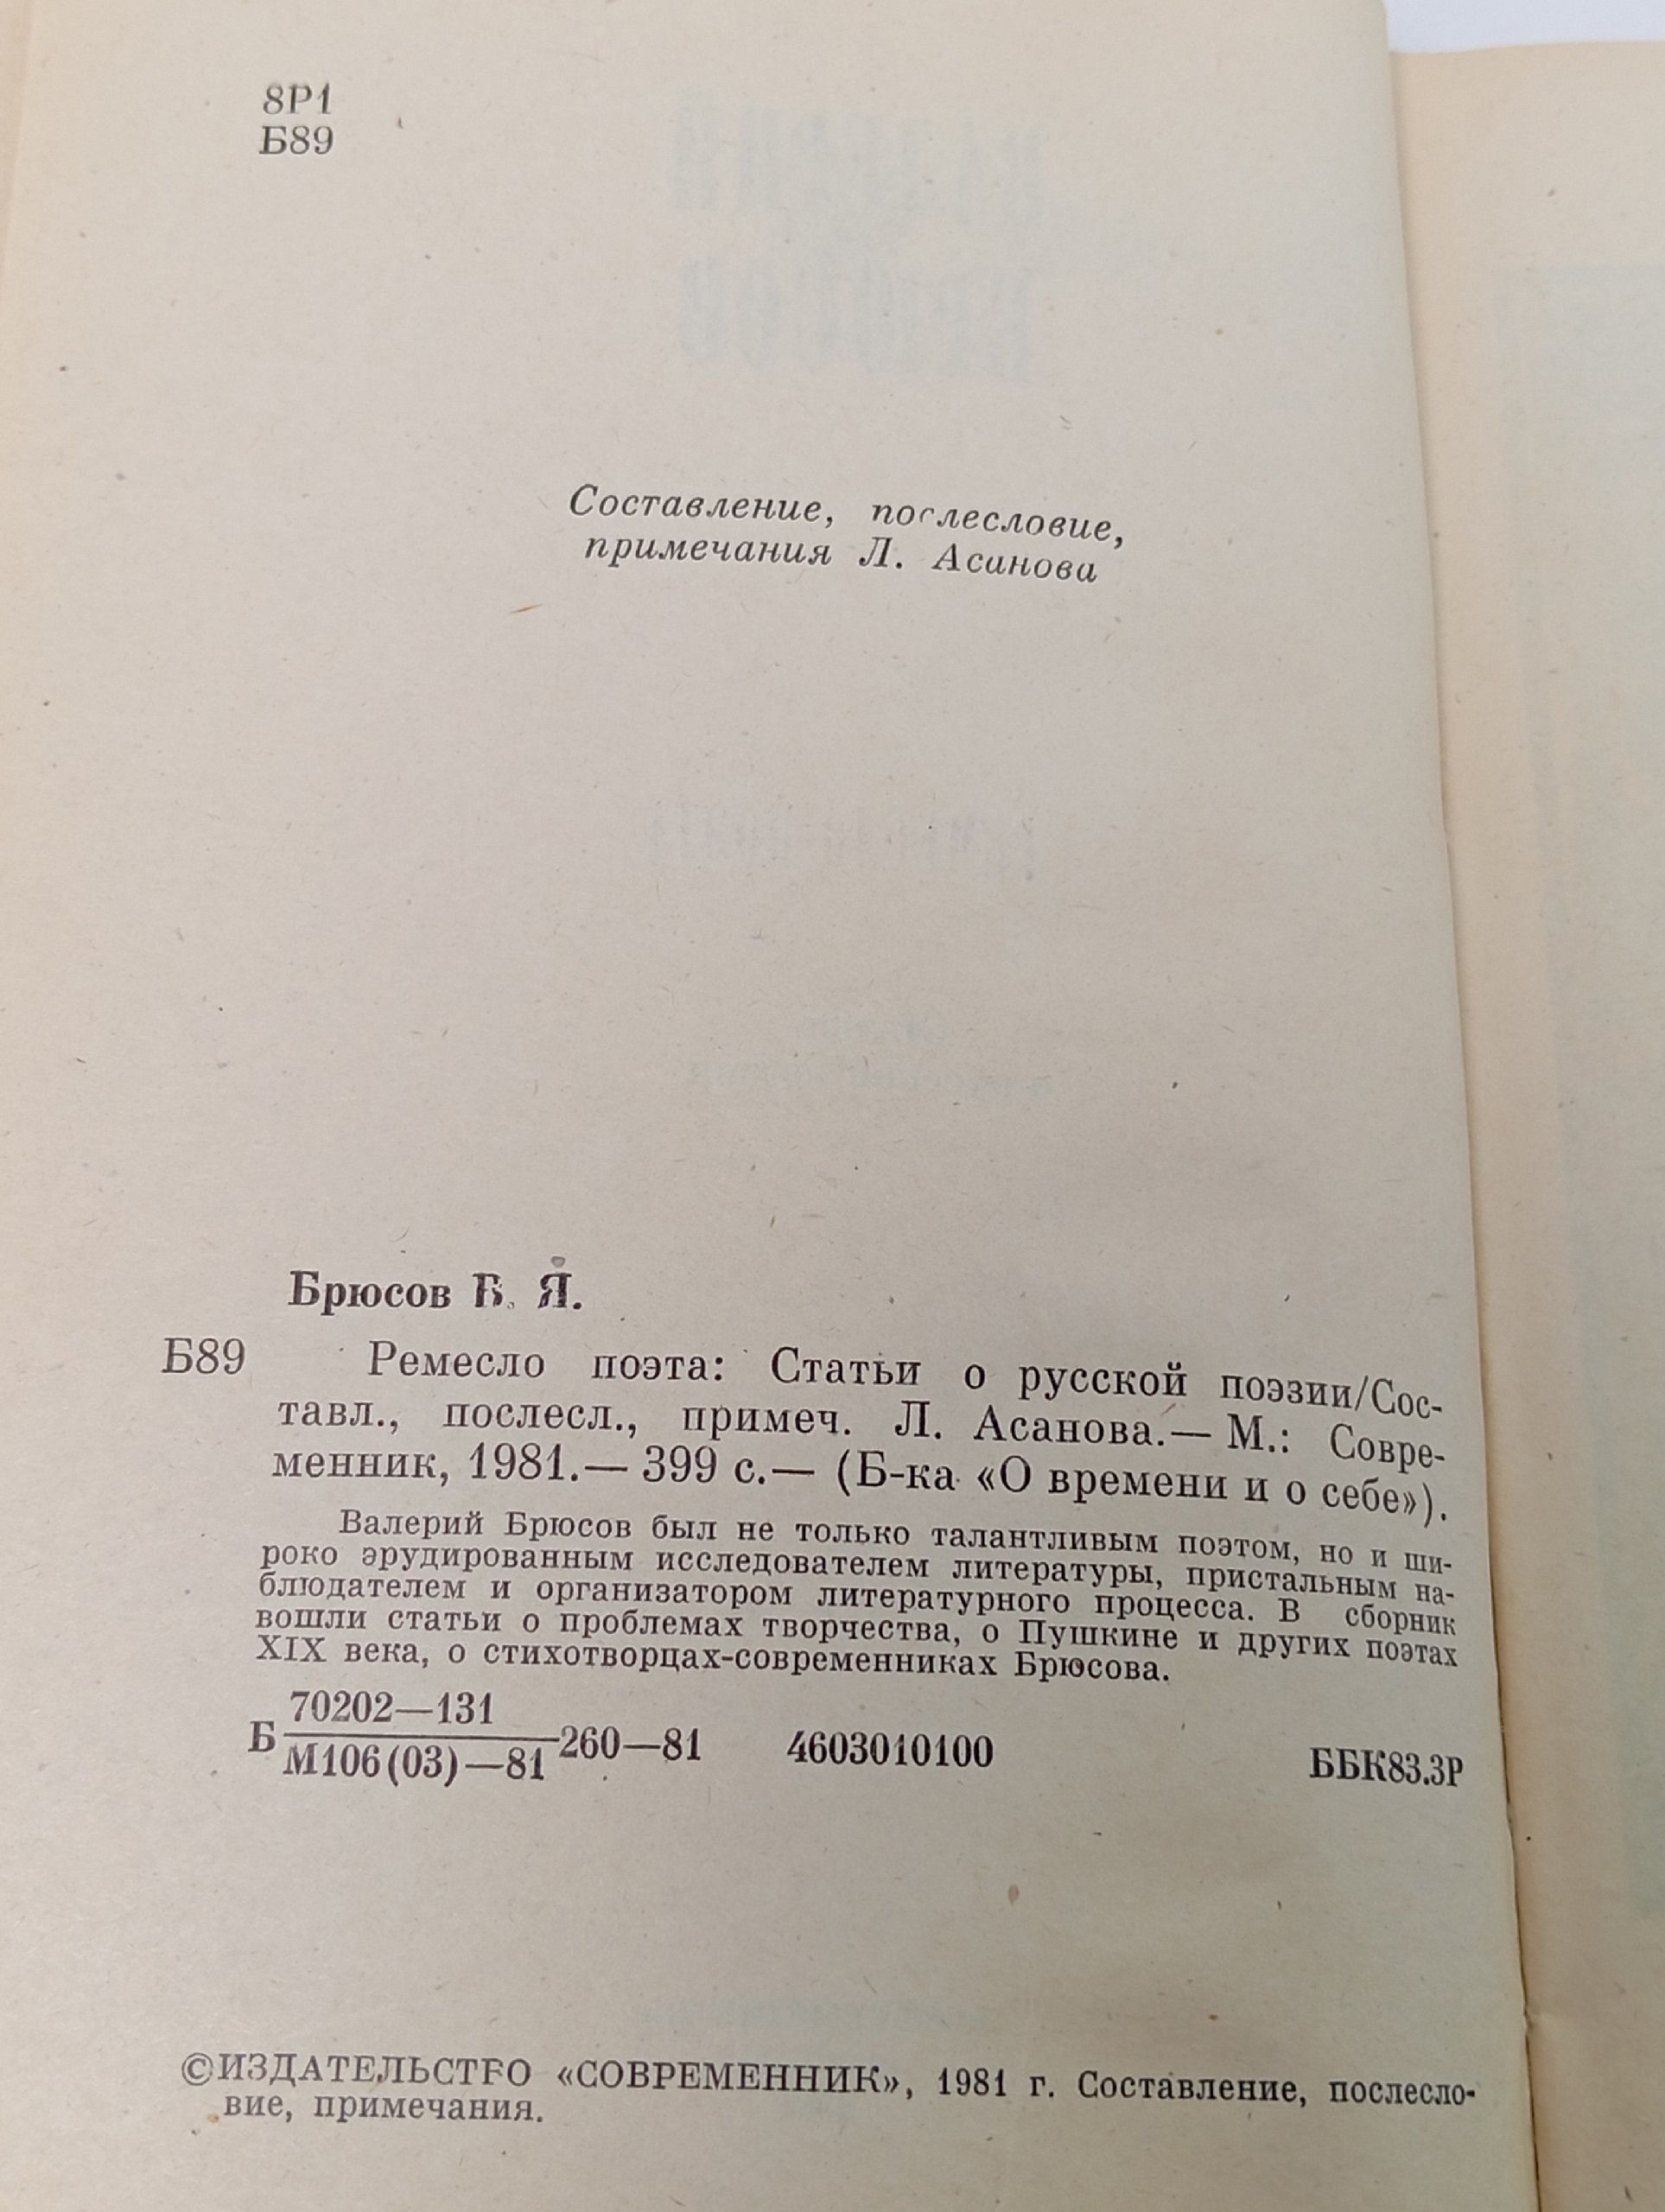 8Р1
Б89
Составление, послесловие,
примечания Л. Асанова
Брюсов В. Я.
Б89 Ремесло поэта: Статьи о русской поэзии/Сос-
тавл., послесл., примеч. Л. Асанова.— М.: Совре-
менник, 1981.— 399 с.— (Б-ка «О времени и о себе»).
Валерий Брюсов был не только талантливым поэтом, но и ши-
роко эрудированным исследователем литературы, пристальным на-
блюдателем и организатором литературного процесса. В сборник
вошли статьи о проблемах творчества, о Пушкине и других поэтах
XIX века, о стихотворцах-современниках Брюсова.
70202—131
Б 260—81 4603010100 ББК83.3Р
М106(03)—81
©ИЗДАТЕЛЬСТВО «СОВРЕМЕННИК», 1981 г. Составление, послесло-
вие, примечания.